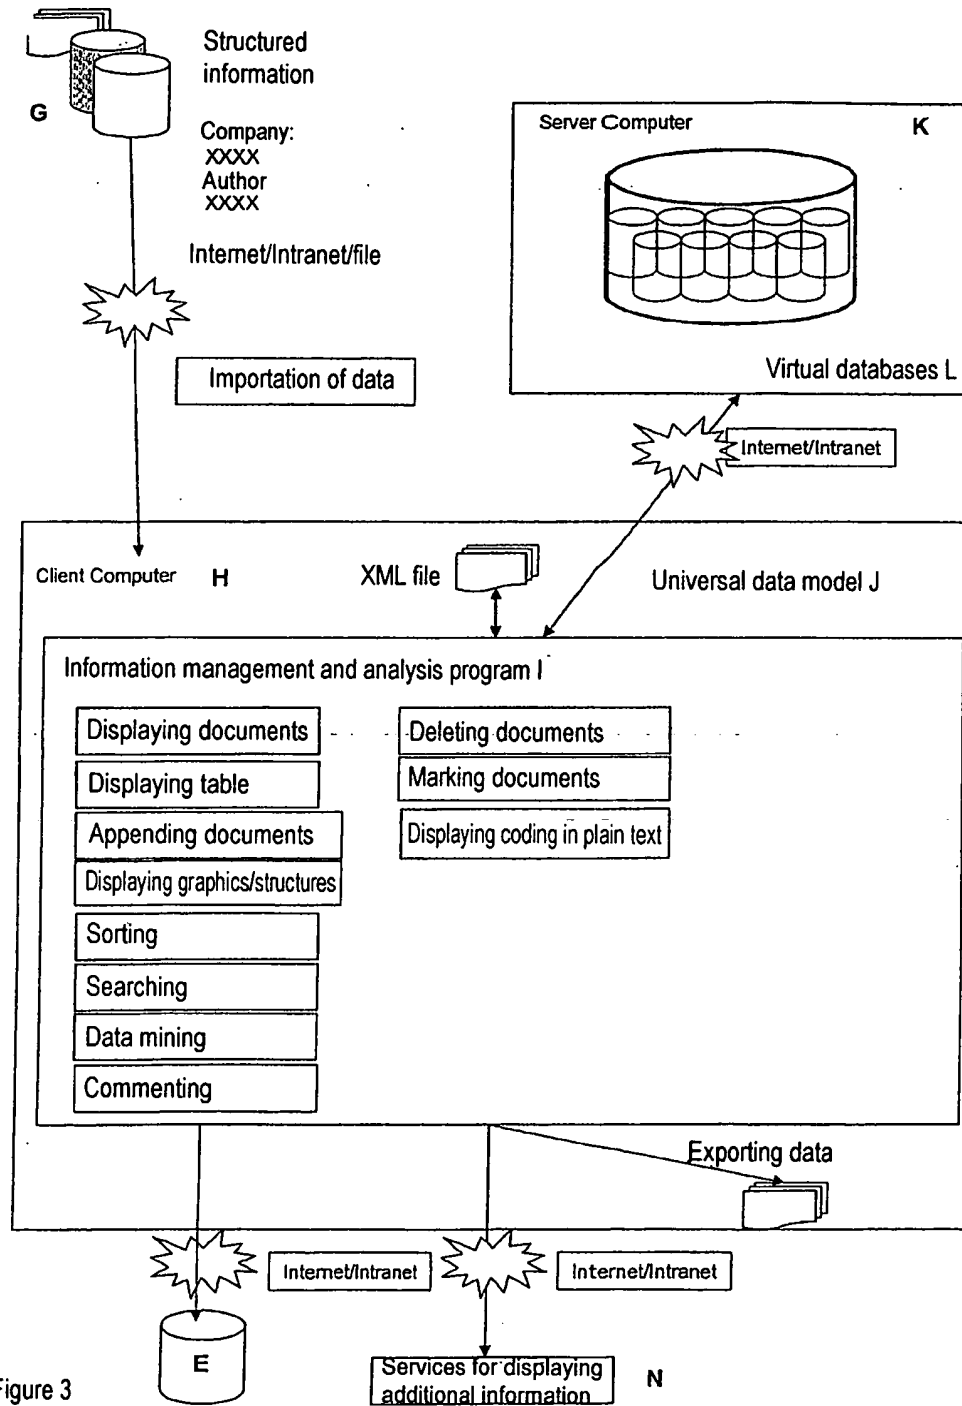 Structured
information
G
Company:
XXXX
Author
XXXX
Internet/Intranet/file
Importation of data
Server Computer K
Virtual databases L
Internet/Intranet
Client Computer H
XML file
Universal data model J
Information management and analysis program I
Displaying documents
Displaying table
Appending documents
Displaying graphics/structures
Sorting
Searching
Data mining
Commenting
Deleting documents
Marking documents
Displaying coding in plain text
Exporting data
Internet/Intranet
Internet/Intranet
E
Services for displaying
additional information
N
igure 3